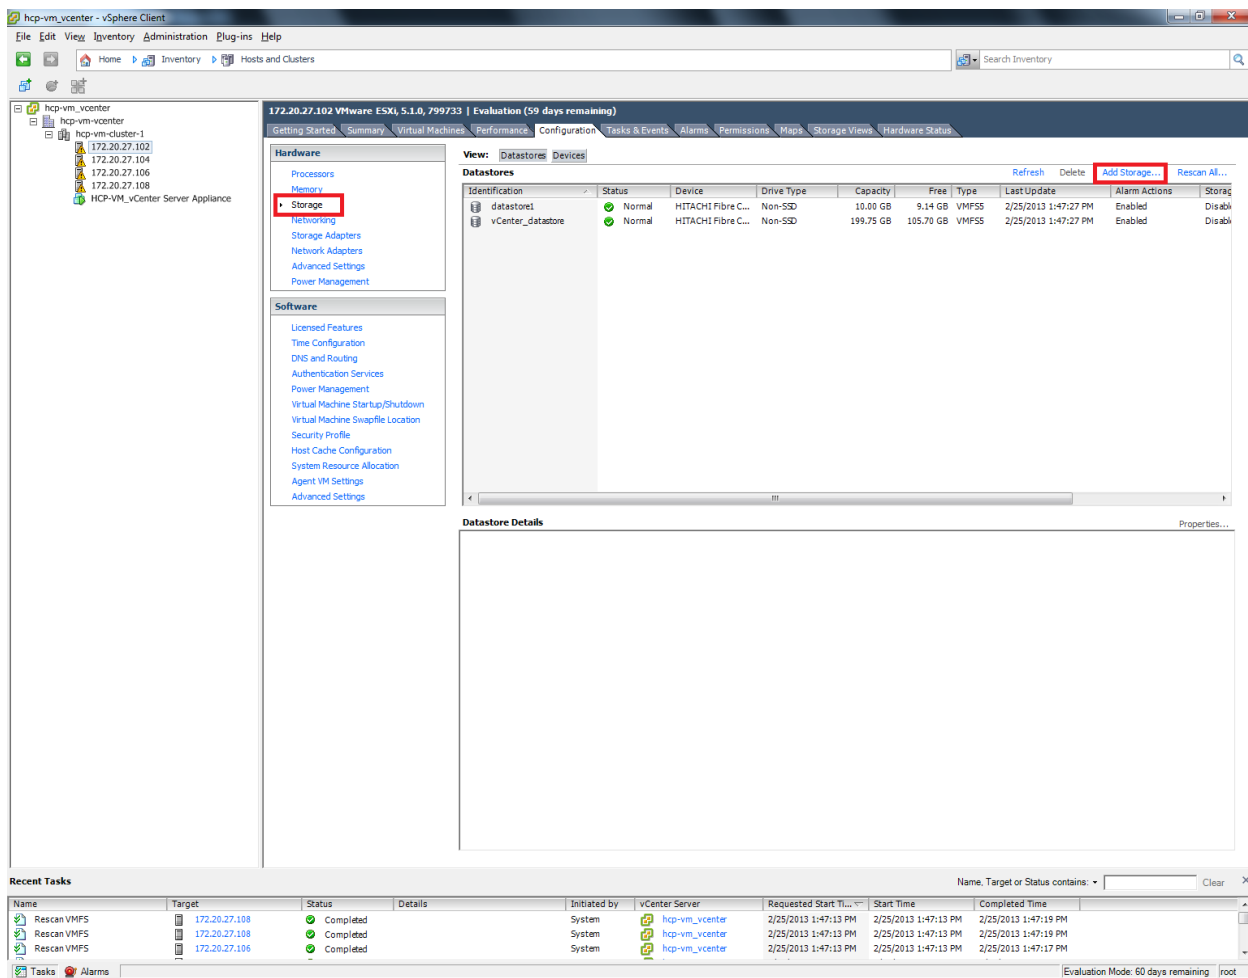 hcp-vm_vcenter - vSphere Client
File Edit View Inventory Administration Plug-ins Help
Home Inventory Hosts and Clusters Search Inventory
hcp-vm_vcenter
hcp-vm-vcenter
hcp-vm-cluster-1
172.20.27.102
172.20.27.104
172.20.27.106
172.20.27.108
HCP-VM_vCenter Server Appliance
172.20.27.102 VMware ESXi, 5.1.0, 799733 | Evaluation (59 days remaining)
Getting Started Summary Virtual Machines Performance Configuration Tasks & Events Alarms Permissions Maps Storage Views Hardware Status
Hardware
Processors
Memory
Storage
Networking
Storage Adapters
Network Adapters
Advanced Settings
Power Management
Software
Licensed Features
Time Configuration
DNS and Routing
Authentication Services
Power Management
Virtual Machine Startup/Shutdown
Virtual Machine Swapfile Location
Security Profile
Host Cache Configuration
System Resource Allocation
Agent VM Settings
Advanced Settings
View: Datastores Devices
Datastores Refresh Delete Add Storage... Rescan All...
Identification Status Device Drive Type Capacity Free Type Last Update Alarm Actions Storag
datastore1 Normal HITACHI Fibre C... Non-SSD 10.00 GB 9.14 GB VMFS5 2/25/2013 1:47:27 PM Enabled Disabl
vCenter_datastore Normal HITACHI Fibre C... Non-SSD 199.75 GB 105.70 GB VMFS5 2/25/2013 1:47:27 PM Enabled Disabl
Datastore Details Properties...
Recent Tasks Name, Target or Status contains: Clear
Name Target Status Details Initiated by vCenter Server Requested Start Ti... Start Time Completed Time
Rescan VMFS 172.20.27.108 Completed System hcp-vm_vcenter 2/25/2013 1:47:13 PM 2/25/2013 1:47:13 PM 2/25/2013 1:47:19 PM
Rescan VMFS 172.20.27.108 Completed System hcp-vm_vcenter 2/25/2013 1:47:13 PM 2/25/2013 1:47:13 PM 2/25/2013 1:47:19 PM
Rescan VMFS 172.20.27.106 Completed System hcp-vm_vcenter 2/25/2013 1:47:13 PM 2/25/2013 1:47:13 PM 2/25/2013 1:47:17 PM
Tasks Alarms Evaluation Mode: 60 days remaining root